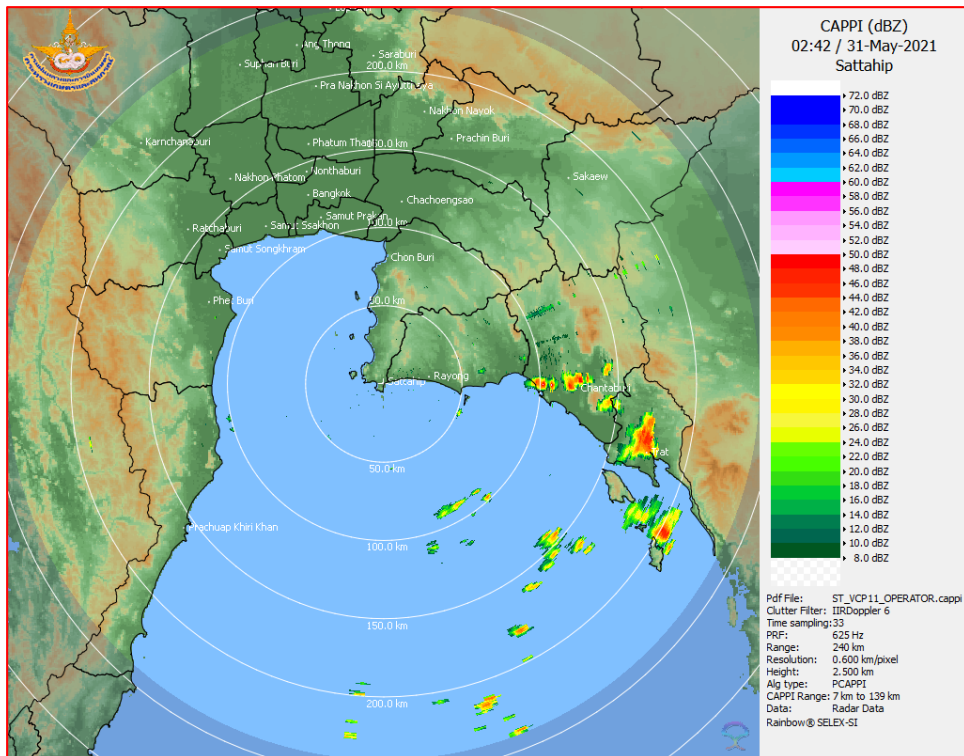 Ang Thong
Saraburi
Suphan Buri
200.0 km
Pra Nakhon Si Ayutthaya
Nakhon Nayok
Karnchanaburi
Phatum Thani
Prachin Buri
Nonthaburi
Nakhon Phatom
Sakaew
Bangkok
Chachoengsao
Samut Prakan
Ratchaburi
Samut Ssakhon
100.0 km
Samut Songkhram
Chon Buri
Phet Buri
50.0 km
Sattahip
Rayong
Chantaburi
50.0 km
Prachuap Khiri Khan
100.0 km
150.0 km
200.0 km
CAPPI (dBZ)
02:42 / 31-May-2021
Sattahip
72.0 dBZ
70.0 dBZ
68.0 dBZ
66.0 dBZ
64.0 dBZ
62.0 dBZ
60.0 dBZ
58.0 dBZ
56.0 dBZ
54.0 dBZ
52.0 dBZ
50.0 dBZ
48.0 dBZ
46.0 dBZ
44.0 dBZ
42.0 dBZ
40.0 dBZ
38.0 dBZ
36.0 dBZ
34.0 dBZ
32.0 dBZ
30.0 dBZ
28.0 dBZ
26.0 dBZ
24.0 dBZ
22.0 dBZ
20.0 dBZ
18.0 dBZ
16.0 dBZ
14.0 dBZ
12.0 dBZ
10.0 dBZ
8.0 dBZ
Pdf File: ST_VCP11_OPERATOR.cappi
Clutter Filter: IIRDoppler 6
Time sampling:33
PRF: 625 Hz
Range: 240 km
Resolution: 0.600 km/pixel
Height: 2.500 km
Alg type: PCAPPI
CAPPI Range: 7 km to 139 km
Data: Radar Data
Rainbow® SELEX-SI